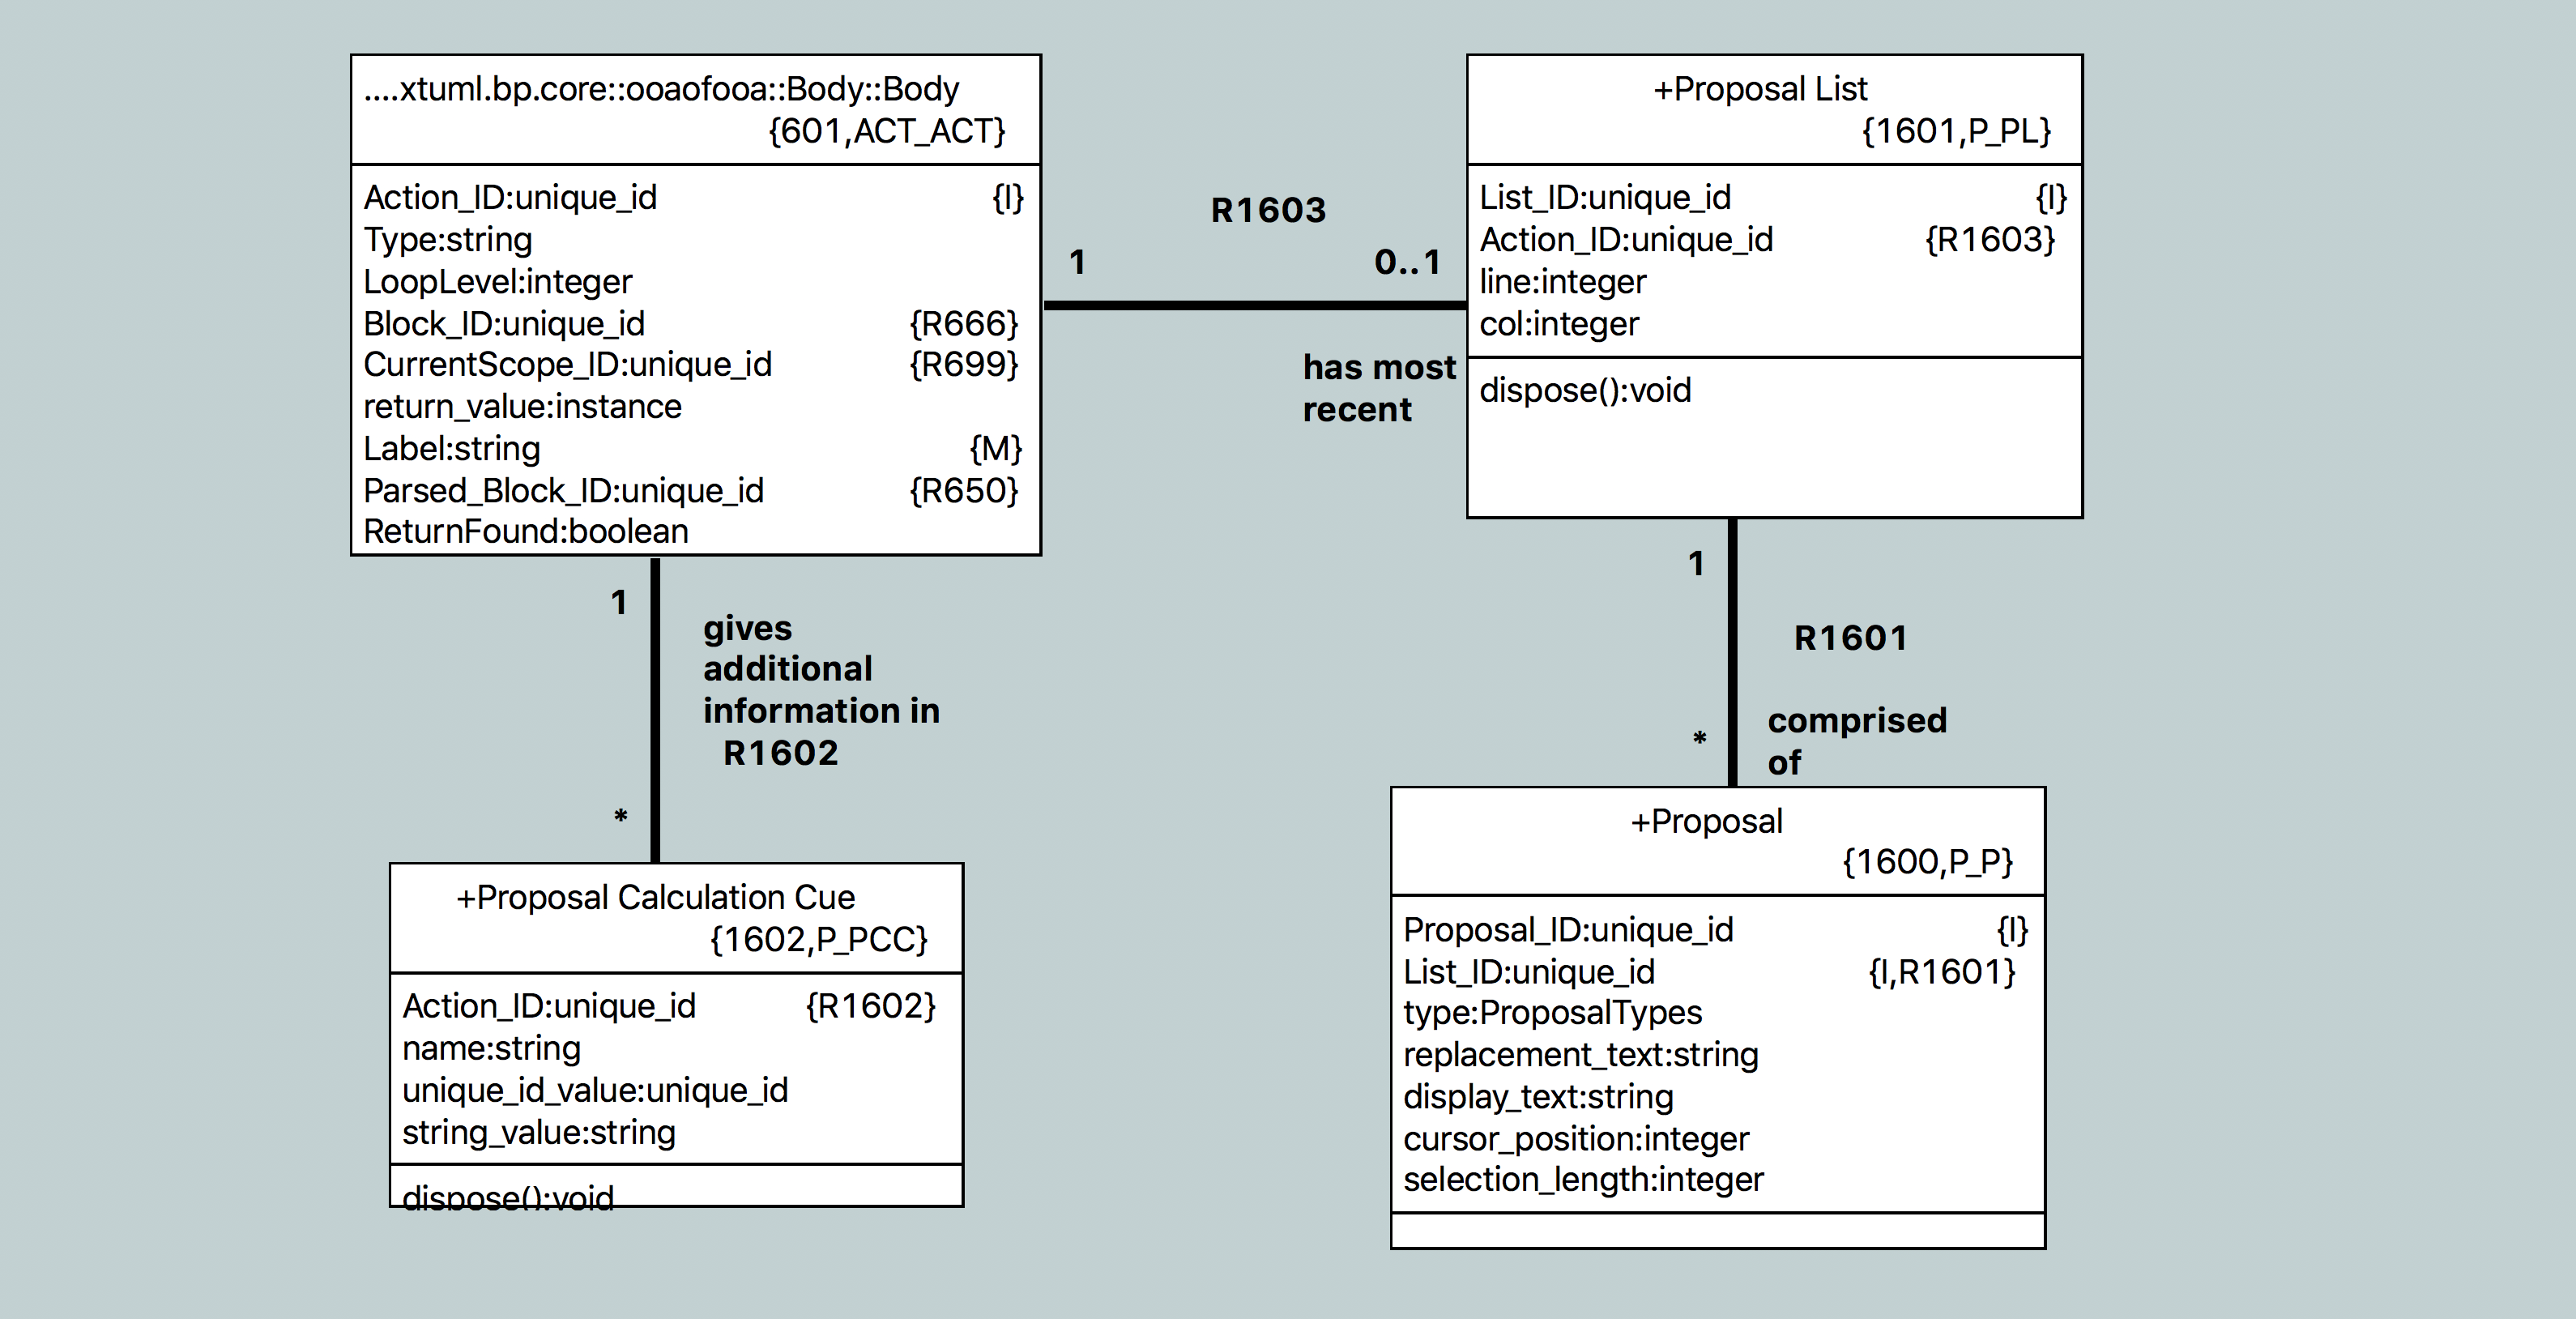 ....xtuml.bp.core::ooaofooa::Body::Body
{601,ACT_ACT}
Action_ID:unique_id {I}
Type:string
LoopLevel:integer
Block_ID:unique_id {R666}
CurrentScope_ID:unique_id {R699}
return_value:instance
Label:string {M}
Parsed_Block_ID:unique_id {R650}
ReturnFound:boolean
R1603
1 0..1
has most
recent
+Proposal List
{1601,P_PL}
List_ID:unique_id {I}
Action_ID:unique_id {R1603}
line:integer
col:integer
dispose():void
1
gives
additional
information in
R1602
*
1
R1601
*
comprised
of
+Proposal Calculation Cue
{1602,P_PCC}
Action_ID:unique_id {R1602}
name:string
unique_id_value:unique_id
string_value:string
dispose():void
+Proposal
{1600,P_P}
Proposal_ID:unique_id {I}
List_ID:unique_id {I,R1601}
type:ProposalTypes
replacement_text:string
display_text:string
cursor_position:integer
selection_length:integer